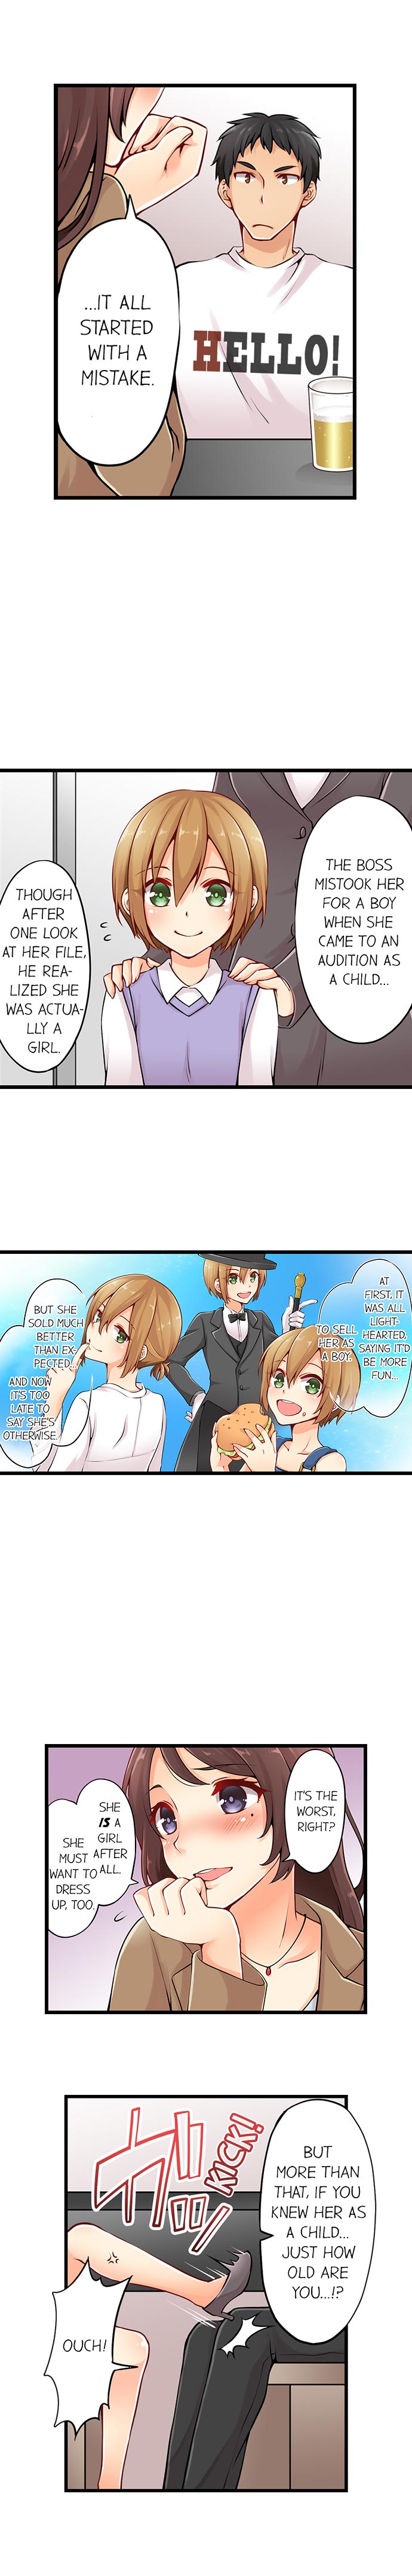 ...IT ALL
STARTED
WITH A
MISTAKE.
HELLO!
THE BOSS
MISTOOK HER
FOR A BOY
WHEN SHE
CAME TO AN
AUDITION AS
A CHILD...
THOUGH
AFTER
ONE LOOK
AT HER FILE,
HE REA-
LIZED SHE
WAS ACTUA-
LLY A
GIRL.
AT
FIRST, IT
WAS ALL
LIGHT-
HEARTED,
SAYING IT'D
BE MORE
FUN...
TO SELL
HER AS
A BOY.
BUT SHE
SOLD MUCH
BETTER
THAN EX-
PECTED...
AND NOW
IT'S TOO
LATE TO
SAY SHE'S
OTHERWISE.
IT'S THE
WORST,
RIGHT?
SHE
IS A
GIRL
AFTER
ALL.
SHE
MUST
WANT TO
DRESS
UP, TOO.
BUT
MORE THAN
THAT, IF YOU
KNEW HER AS
A CHILD...
JUST HOW
OLD ARE
YOU...!?
ガッ
KICK!
OUCH!